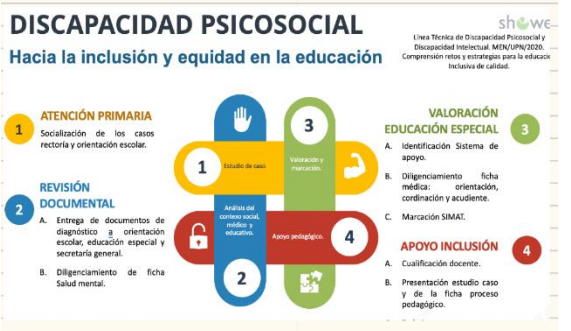 DISCAPACIDAD PSICOSOCIAL
Hacia la inclusión y equidad en la educación
showe
Línea Técnica de Discapacidad Psicosocial y
Discapacidad Intelectual. MEN/UPN/2020.
Comprensión retos y estrategias para la educació
Inclusiva de calidad.
1
ATENCIÓN PRIMARIA
Socialización de los casos
rectoría y orientación escolar.
2
REVISIÓN
DOCUMENTAL
A. Entrega de documentos de
diagnóstico a orientación
escolar, educación especial y
secretaría general.
B. Diligenciamiento de ficha
Salud mental.
1
Estudio de caso
3
Valoración y
marcación.
Análisis del
contexo social,
médico y
educativo.
2
Apoyo pedagógico.
4
VALORACIÓN
EDUCACIÓN ESPECIAL
3
A. Identificación Sistema de
apoyo.
B. Diligenciamiento ficha
médica: orientación,
cordinación y acudiente.
C. Marcación SIMAT.
APOYO INCLUSIÓN
4
A. Cualificación docente.
B. Presentación estudio caso
y de la ficha proceso
pedagógico.